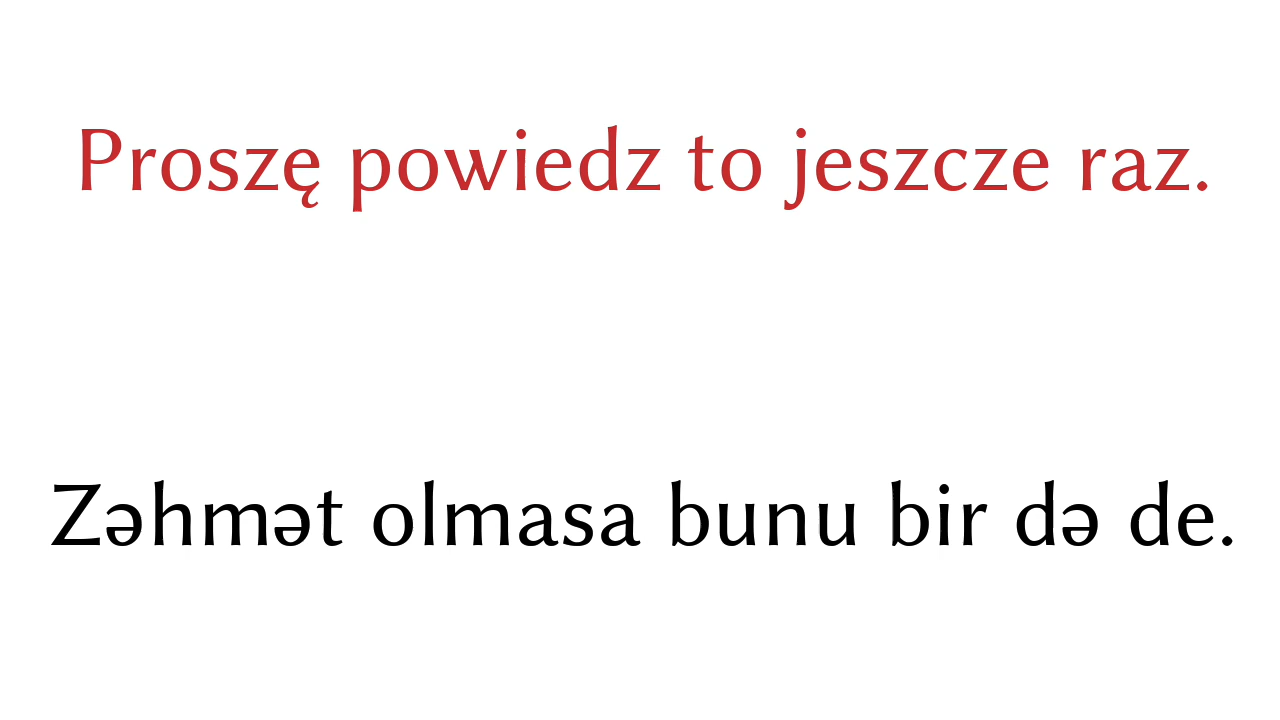 Proszę powiedz to jeszcze raz.
Zəhmət olmasa bunu bir də de.